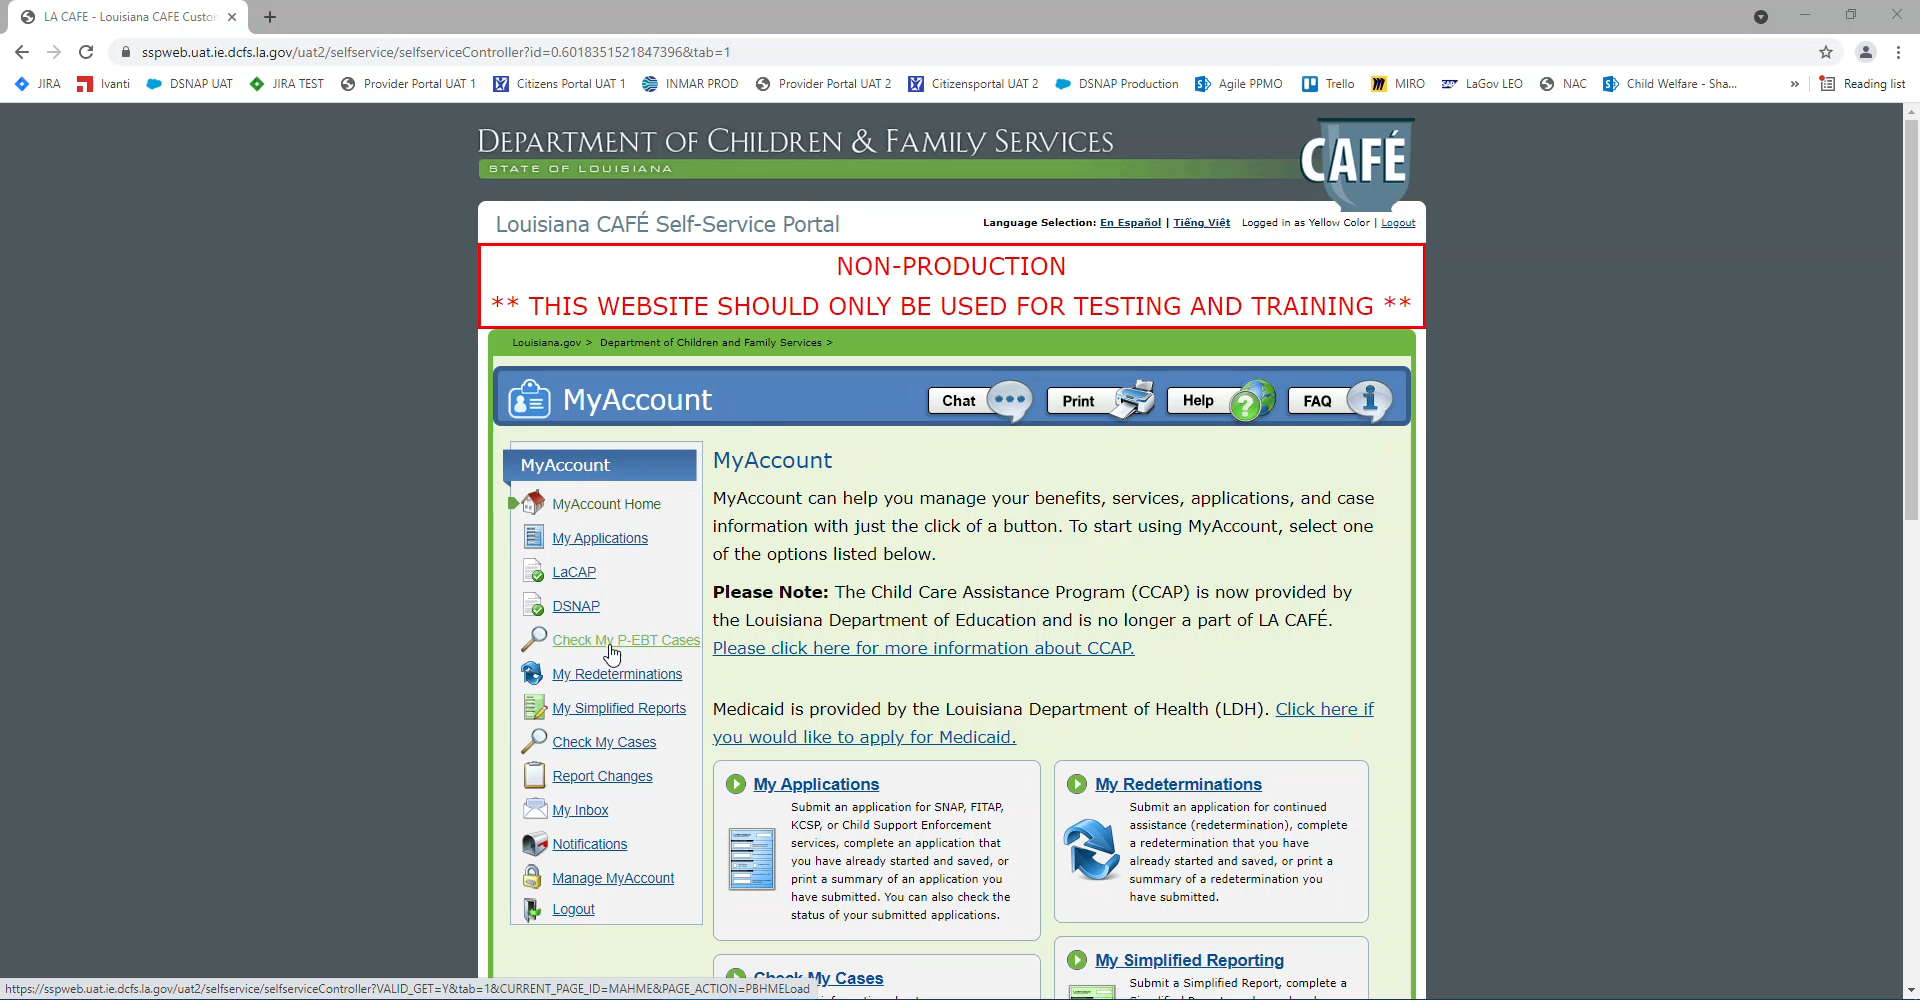 LA CAFE - Louisiana CAFE Custon
sspweb.uat.ie.dcfs.la.gov/uat2/selfservice/selfserviceController?id=0.6018351521847396&tab=1
JIRA Ivanti DSNAP UAT JIRA TEST Provider Portal UAT 1 Citizens Portal UAT 1 INMAR PROD Provider Portal UAT 2 Citizensportal UAT 2 DSNAP Production Agile PPMO Trello MIRO LaGov LEO NAC Child Welfare - Sha... » Reading list
DEPARTMENT OF CHILDREN & FAMILY SERVICES
STATE OF LOUISIANA
CAFÉ
Louisiana CAFÉ Self-Service Portal
Language Selection: En Español | Tiếng Việt Logged in as Yellow Color | Logout
NON-PRODUCTION
** THIS WEBSITE SHOULD ONLY BE USED FOR TESTING AND TRAINING **
Louisiana.gov > Department of Children and Family Services >
MyAccount
Chat Print Help FAQ
MyAccount
MyAccount Home
My Applications
LaCAP
DSNAP
Check My P-EBT Cases
My Redeterminations
My Simplified Reports
Check My Cases
Report Changes
My Inbox
Notifications
Manage MyAccount
Logout
MyAccount
MyAccount can help you manage your benefits, services, applications, and case
information with just the click of a button. To start using MyAccount, select one
of the options listed below.
Please Note: The Child Care Assistance Program (CCAP) is now provided by
the Louisiana Department of Education and is no longer a part of LA CAFÉ.
Please click here for more information about CCAP.
Medicaid is provided by the Louisiana Department of Health (LDH). Click here if
you would like to apply for Medicaid.
My Applications
Submit an application for SNAP, FITAP,
KCSP, or Child Support Enforcement
services, complete an application that
you have already started and saved, or
print a summary of an application you
have submitted. You can also check the
status of your submitted applications.
My Redeterminations
Submit an application for continued
assistance (redetermination), complete
a redetermination that you have
already started and saved, or print a
summary of a redetermination you
have submitted.
Check My Cases
My Simplified Reporting
Submit a Simplified Report, complete a
https://sspweb.uat.ie.dcfs.la.gov/uat2/selfservice/selfserviceController?VALID_GET=Y&tab=1&CURRENT_PAGE_ID=MAHME&PAGE_ACTION=PBHMELoad